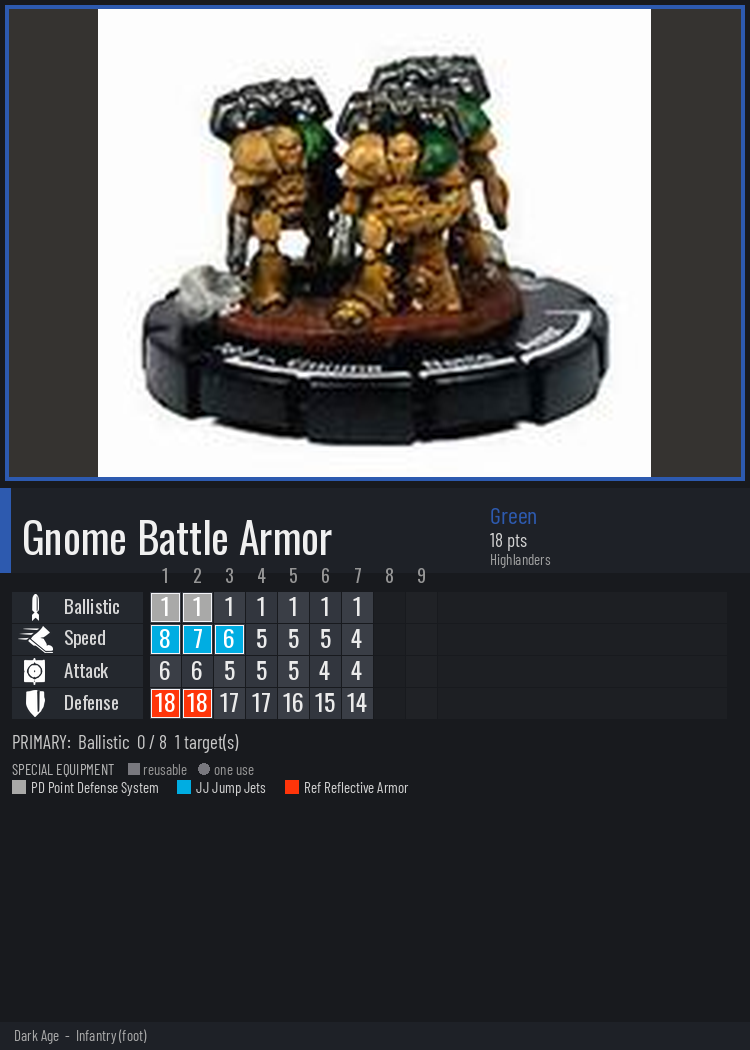 Gnome Battle Armor
Green
18 pts
Highlanders
1 2 3 4 5 6 7 8 9
Ballistic 1 1 1 1 1 1 1
Speed 8 7 6 5 5 5 4
Attack 6 6 5 5 5 4 4
Defense 18 18 17 17 16 15 14
PRIMARY: Ballistic 0 / 8 1 target(s)
SPECIAL EQUIPMENT reusable one use
PD Point Defense System JJ Jump Jets Ref Reflective Armor
Dark Age - Infantry (foot)